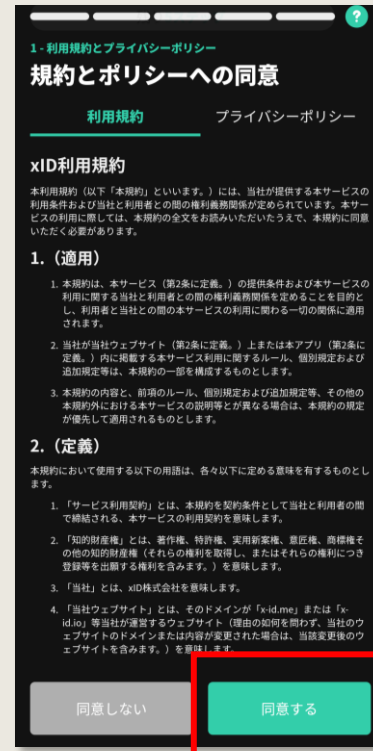 ?
1 - 利用規約とプライバシーポリシー
規約とポリシーへの同意
利用規約
プライバシーポリシー
xID利用規約
本利用規約（以下「本規約」といいます。）には、当社が提供する本サービスの
利用条件および当社と利用者との間の権利義務関係が定められています。本サー
ビスの利用に際しては、本規約の全文をお読みいただいたうえで、本規約に同意
いただく必要があります。
1.（適用）
1. 本規約は、本サービス（第2条に定義。）の提供条件および本サービスの
利用に関する当社と利用者との間の権利義務関係を定めることを目的と
し、利用者と当社との間の本サービスの利用に関わる一切の関係に適用
されます。
2. 当社が当社ウェブサイト（第2条に定義。）上または本アプリ（第2条に
定義。）内に掲載する本サービス利用に関するルール、個別規定および
追加規定等は、本規約の一部を構成するものとします。
3. 本規約の内容と、前項のルール、個別規定および追加規定等、その他の
本規約外における本サービスの説明等とが異なる場合は、本規約の規定
が優先して適用されるものとします。
2.（定義）
本規約において使用する以下の用語は、各々以下に定める意味を有するものとし
ます。
1. 「サービス利用契約」とは、本規約を契約条件として当社と利用者の間
で締結される、本サービスの利用契約を意味します。
2. 「知的財産権」とは、著作権、特許権、実用新案権、意匠権、商標権そ
の他の知的財産権（それらの権利を取得し、またはそれらの権利につき
登録等を出願する権利を含みます。）を意味します。
3. 「当社」とは、xID株式会社を意味します。
4. 「当社ウェブサイト」とは、そのドメインが「x-id.me」または「x-
id.io」等当社が運営するウェブサイト（理由の如何を問わず、当社のウ
ェブサイトのドメインまたは内容が変更された場合は、当該変更後のウ
ェブサイトを含みます。）を意味します。
同意しない
同意する